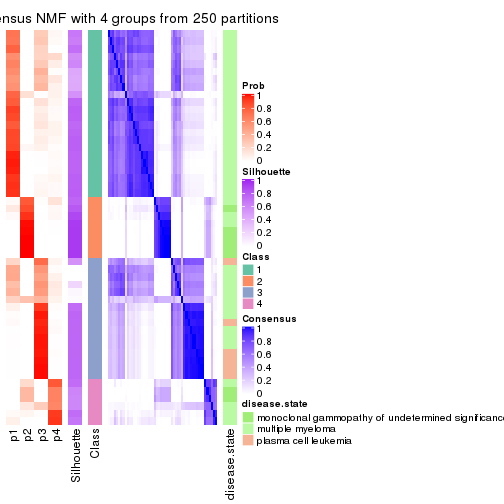 ensus NMF with 4 groups from 250 partitions
Prob
1
0.8
0.6
0.4
0.2
0
Silhouette
1
0.8
0.6
0.4
0.2
0
Class
1
2
3
4
Consensus
1
0.8
0.6
0.4
0.2
0
disease.state
monoclonal gammopathy of undetermined significance
multiple myeloma
plasma cell leukemia
p1
p2
p3
p4
Silhouette
Class
disease.state